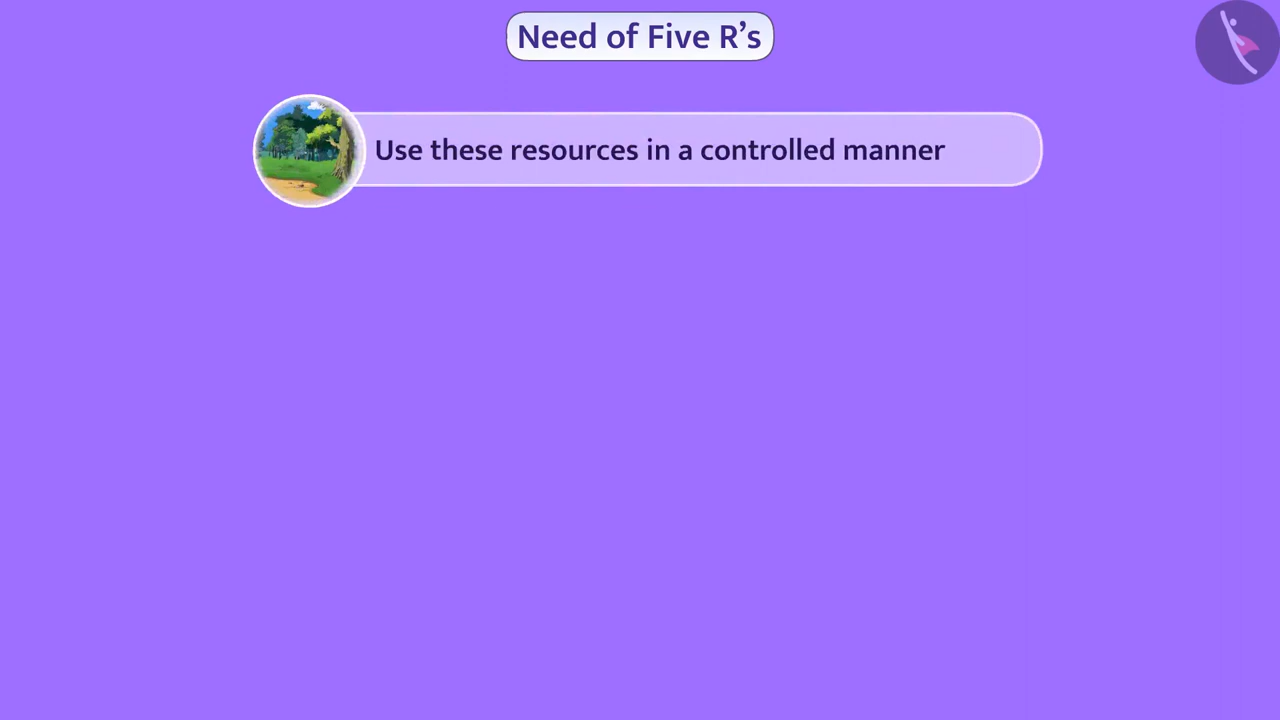 Need of Five R’s
Use these resources in a controlled manner